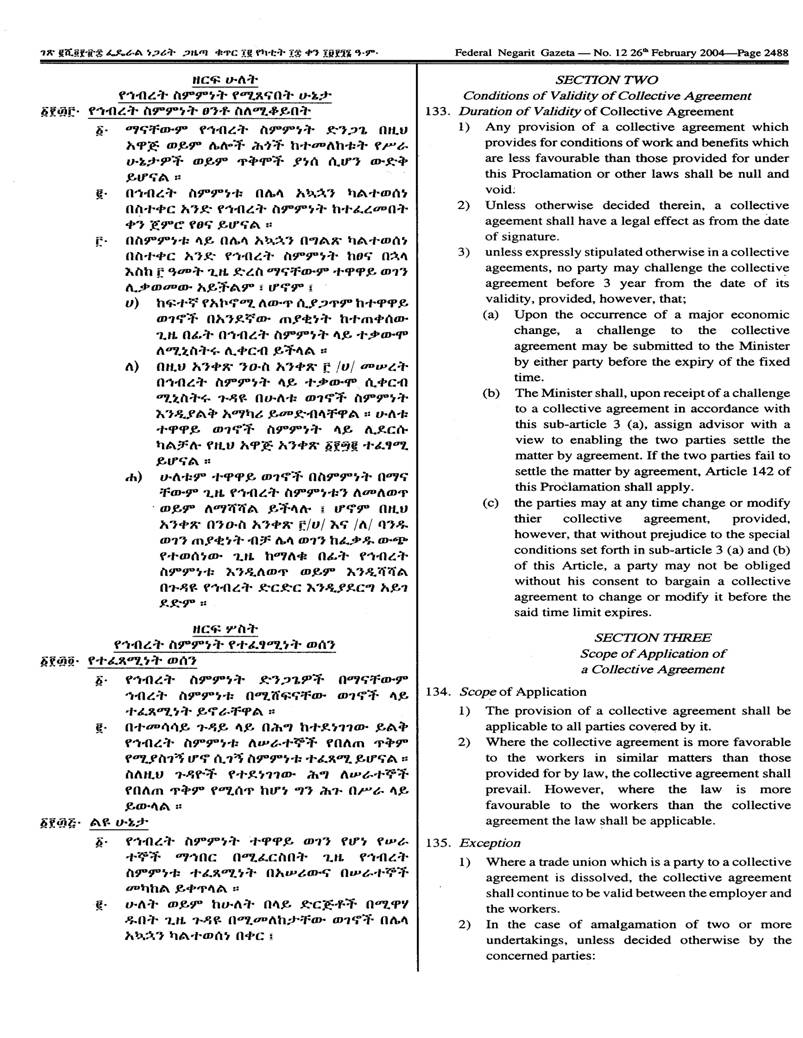 ገጽ ፪ሺ፬፻፹፰ ፌደራል ነጋሪት ጋዜጣ ቁጥር ፲፪ የካቲት ፲፰ ቀን ፲፱፻፺፮ ዓ.ም.
Federal Negarit Gazeta — No. 12 26th February 2004—Page 2488
ዘርፍ ሁለት
የኅብረት ስምምነት የሚጸናበት ሁኔታ
፩፻፴፫. የኅብረት ስምምነት ፀንቶ ስለሚቆይበት
፩. ማናቸውም የኅብረት ስምምነት ድንጋጌ በዚህ
አዋጅ ወይም ሌሎች ሕጎች ከተመለከቱት የሥራ
ሁኔታዎች ወይም ጥቅሞች ያነሰ ሲሆን ውድቅ
ይሆናል ።
፪. በኅብረት ስምምነቱ በሌላ አኳኋን ካልተወሰነ
በስተቀር አንድ የኅብረት ስምምነት ከተፈረመበት
ቀን ጀምሮ የፀና ይሆናል ።
፫. በስምምነቱ ላይ በሌላ አኳኋን በግልጽ ካልተወሰነ
በስተቀር አንድ የኅብረት ስምምነት ከፀና በኋላ
እስከ ፫ ዓመት ጊዜ ድረስ ማናቸውም ተዋዋይ ወገን
ሊቃወመው አይችልም ፤ ሆኖም ፤
ሀ) ከፍተኛ የአኮኖሚ ለውጥ ሲያጋጥም ከተዋዋይ
ወገኖች በአንደኛው ጠያቂነት ከተጠቀሰው
ጊዜ በፊት በኅብረት ስምምነት ላይ ተቃውሞ
ለሚኒስትሩ ሊቀርብ ይችላል ።
ለ) በዚህ አንቀጽ ንዑስ አንቀጽ ፫ /ሀ/ መሠረት
በኅብረት ስምምነት ላይ ተቃውሞ ሲቀርብ
ሚኒስትሩ ጉዳዩ በሁለቱ ወገኖች ስምምነት
እንዲያልቅ አማካሪ ይመድብላቸዋል ። ሁለቱ
ተዋዋይ ወገኖች ስምምነት ላይ ሊደርሱ
ካልቻሉ የዚህ አዋጅ አንቀጽ ፩፻፵፪ ተፈፃሚ
ይሆናል ።
ሐ) ሁለቱም ተዋዋይ ወገኖች በስምምነት በማና
ቸውም ጊዜ የኅብረት ስምምነቱን ለመለወጥ
ወይም ለማሻሻል ይችላሉ ፤ ሆኖም በዚህ
አንቀጽ በንዑስ አንቀጽ ፫/ሀ/ እና /ለ/ ባንዱ
ወገን ጠያቂነት ብቻ ሌላ ወገን ከፈቃዱ ውጭ
የተወሰነው ጊዜ ከማለቁ በፊት የኅብረት
ስምምነቱ እንዲለወጥ ወይም እንዲሻሻል
በጉዳዩ የኅብረት ድርድር እንዲያደርግ አይገ
ደድም ።
ዘርፍ ሦስት
የኅብረት ስምምነት የተፈፃሚነት ወሰን
፩፻፴፬. የተፈጻሚነት ወሰን
፩. የኅብረት ስምምነት ድንጋጌዎች በማናቸውም
ኅብረት ስምምነቱ በሚሸፍናቸው ወገኖች ላይ
ተፈጻሚነት ይኖራቸዋል ።
፪. በተመሳሳይ ጉዳይ ላይ በሕግ ከተደነገገው ይልቅ
የኅብረት ስምምነቱ ለሠራተኞች የበለጠ ጥቅም
የሚያስገኝ ሆኖ ሲገኝ ስምምነቱ ተፈጻሚ ይሆናል ።
ስለዚህ ጉዳዮች የተደነገገው ሕግ ለሠራተኞች
የበለጠ ጥቅም የሚሰጥ ከሆነ ግን ሕጉ በሥራ ላይ
ይውላል ።
፩፻፴፭. ልዩ ሁኔታ
፩. የኅብረት ስምምነት ተዋዋይ ወገን የሆነ የሠራ
ተኞች ማኅበር በሚፈርስበት ጊዜ የኅብረት
ስምምነቱ ተፈጻሚነት በአሠሪውና በሠራተኞች
መካከል ይቀጥላል ።
፪. ሁለት ወይም ከሁለት በላይ ድርጅቶች በሚዋሃ
ዱበት ጊዜ ጉዳዩ በሚመለከታቸው ወገኖች በሌላ
አኳኋን ካልተወሰነ በቀር ፤
SECTION TWO
Conditions of Validity of Collective Agreement
133. Duration of Validity of Collective Agreement
1) Any provision of a collective agreement which
provides for conditions of work and benefits which
are less favourable than those provided for under
this Proclamation or other laws shall be null and
void.
2) Unless otherwise decided therein, a collective
ageement shall have a legal effect as from the date
of signature.
3) unless expressly stipulated otherwise in a collective
ageements, no party may challenge the collective
agreement before 3 year from the date of its
validity, provided, however, that;
(a) Upon the occurrence of a major economic
change, a challenge to the collective
agreement may be submitted to the Minister
by either party before the expiry of the fixed
time.
(b) The Minister shall, upon receipt of a challenge
to a collective agreement in accordance with
this sub-article 3 (a), assign advisor with a
view to enabling the two parties settle the
matter by agreement. If the two parties fail to
settle the matter by agreement, Article 142 of
this Proclamation shall apply.
(c) the parties may at any time change or modify
thier collective agreement, provided,
however, that without prejudice to the special
conditions set forth in sub-article 3 (a) and (b)
of this Article, a party may not be obliged
without his consent to bargain a collective
agreement to change or modify it before the
said time limit expires.
SECTION THREE
Scope of Application of
a Collective Agreement
134. Scope of Application
1) The provision of a collective agreement shall be
applicable to all parties covered by it.
2) Where the collective agreement is more favorable
to the workers in similar matters than those
provided for by law, the collective agreement shall
prevail. However, where the law is more
favourable to the workers than the collective
agreement the law shall be applicable.
135. Exception
1) Where a trade union which is a party to a collective
agreement is dissolved, the collective agreement
shall continue to be valid between the employer and
the workers.
2) In the case of amalgamation of two or more
undertakings, unless decided otherwise by the
concerned parties: